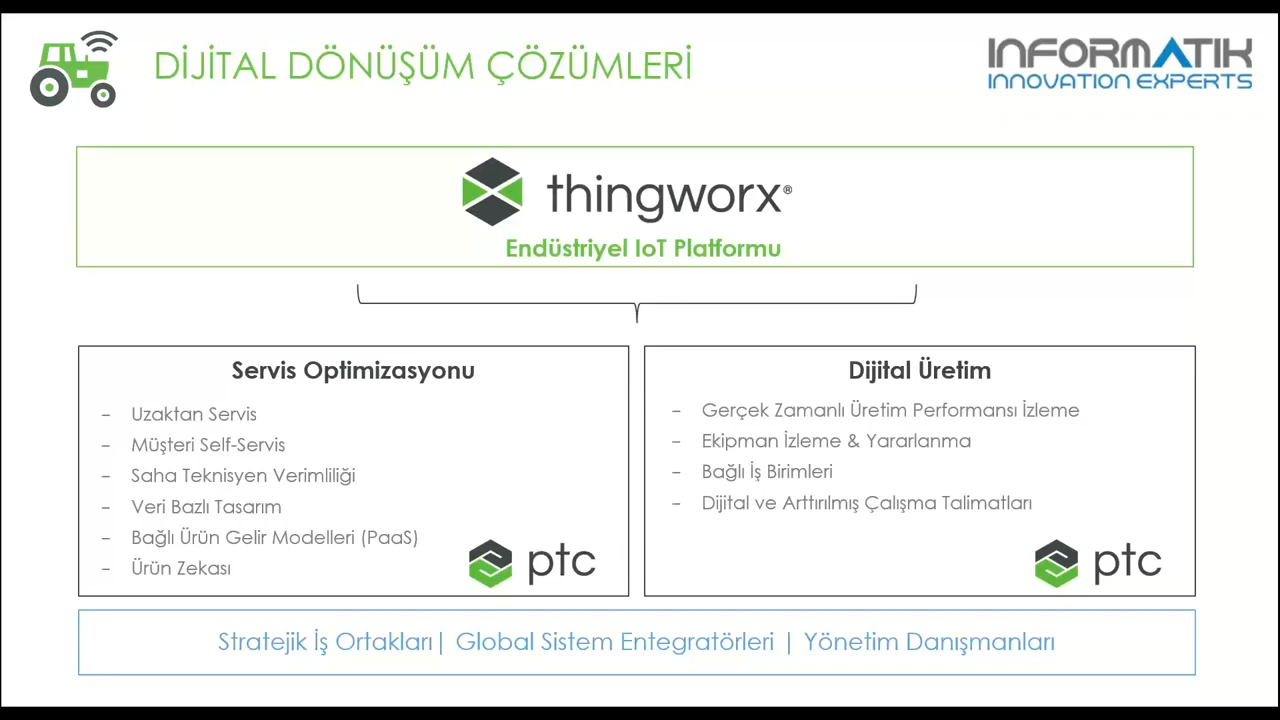 DİJİTAL DÖNÜŞÜM ÇÖZÜMLERİ
INFORMATIK
INNOVATION EXPERTS
thingworx®
Endüstriyel IoT Platformu
Servis Optimizasyonu
- Uzaktan Servis
- Müşteri Self-Servis
- Saha Teknisyen Verimliliği
- Veri Bazlı Tasarım
- Bağlı Ürün Gelir Modelleri (PaaS)
- Ürün Zekası
ptc
Dijital Üretim
- Gerçek Zamanlı Üretim Performansı İzleme
- Ekipman İzleme & Yararlanma
- Bağlı İş Birimleri
- Dijital ve Arttırılmış Çalışma Talimatları
ptc
Stratejik İş Ortakları| Global Sistem Entegratörleri | Yönetim Danışmanları